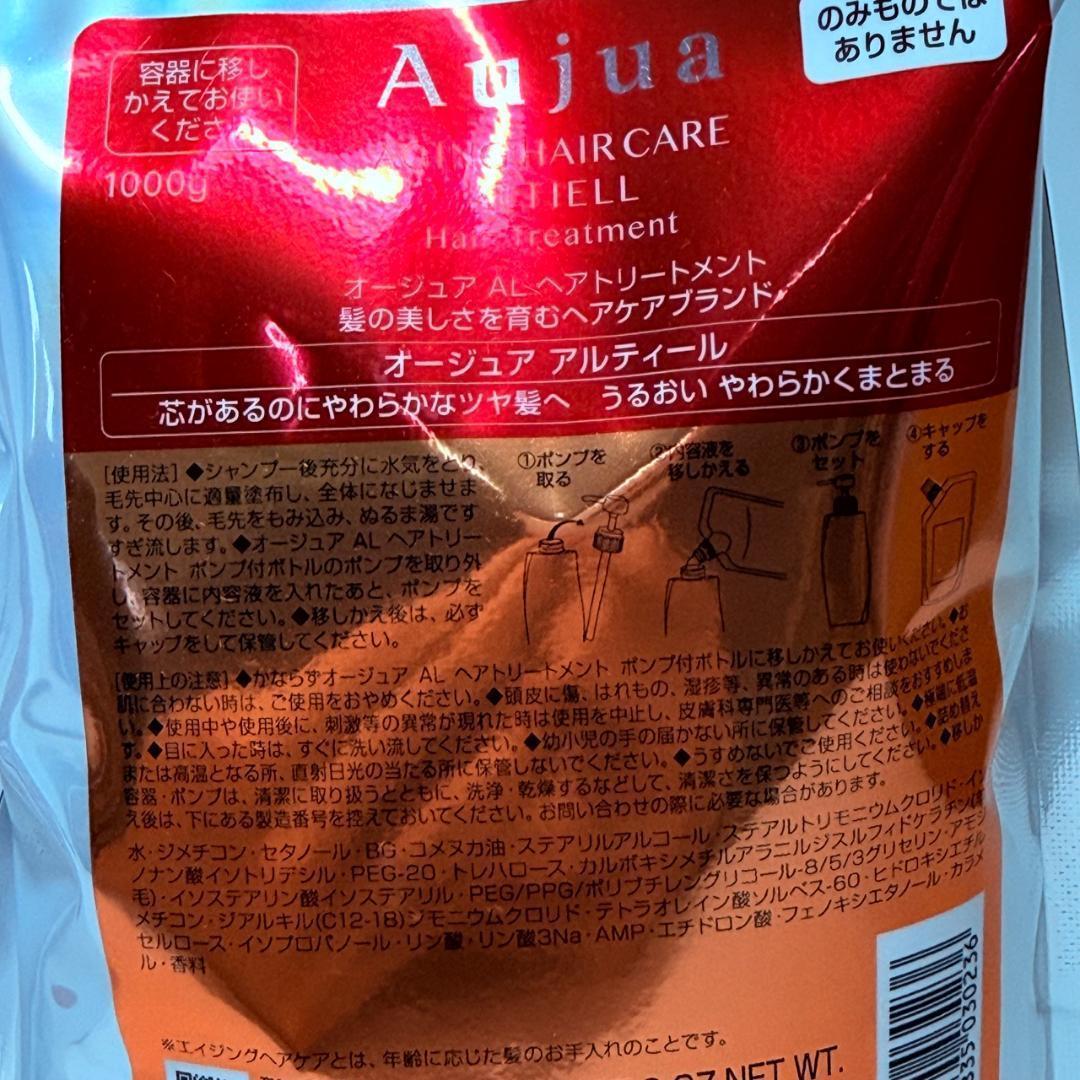 のみものでは
ありません
容器に移し
かえてお使い
ください
1000g
Aujua
AGING HAIR CARE
TIELL
Hair Treatment
オージュア AL ヘアトリートメント
髪の美しさを育むヘアケアブランド
オージュア アルティール
芯があるのにやわらかなツヤ髪へ うるおい やわらかくまとまる
[使用法]◆シャンプー後充分に水気をとり、
毛先中心に適量塗布し、全体になじませま
す。その後、毛先をもみ込み、ぬるま湯です
すぎ流します。◆オージュア AL ヘアトリー
トメント ポンプ付ボトルのポンプを取り外
し、容器に内容液を入れたあと、ポンプを
セットしてください。◆移しかえ後は、必ず
キャップをして保管してください。
①ポンプを
取る
②内容液を
移しかえる
③ポンプを
セット
④キャップを
する
[使用上の注意]◆かならずオージュア AL ヘアトリートメント ポンプ付ボトルに移しかえてお使いください。◆お
肌に合わない時は、ご使用をおやめください。◆頭皮に傷、はれもの、湿疹等、異常のある時は使わないでくださ
い。◆使用中や使用後に、刺激等の異常が現れた時は使用を中止し、皮膚科専門医等へのご相談をおすすめしま
す。◆目に入った時は、すぐに洗い流してください。◆幼小児の手の届かない所に保管してください。◆極端に低温
または高温となる所、直射日光の当たる所に保管しないでください。◆うすめないでご使用ください。◆詰め替え
容器・ポンプは、清潔に取り扱うとともに、洗浄・乾燥するなどして、清潔さを保つようにしてください。◆移しか
え後は、下にある製造番号を控えておいてください。お問い合わせの際に必要な場合があります。
水・ジメチコン・セタノール・BG・コメヌカ油・ステアリルアルコール・ステアルトリモニウムクロリド・イソ
ノナン酸イソトリデシル・PEG-20・トレハロース・カルボキシメチルアラニルジスルフィドケラチン(羊
毛)・イソステアリン酸イソステアリル・PEG/PPG/ポリブチレングリコール-8/5/3グリセリン・アモジ
メチコン・ジアルキル(C12-18)ジモニウムクロリド・テトラオレイン酸ソルベス-60・ヒドロキシエチル
セルロース・イソプロパノール・リン酸・リン酸3Na・AMP・エチドロン酸・フェノキシエタノール・カラメ
ル・香料
※エイジングヘアケアとは、年齢に応じた髪のお手入れのことです。
OZ NET WT.
35030236